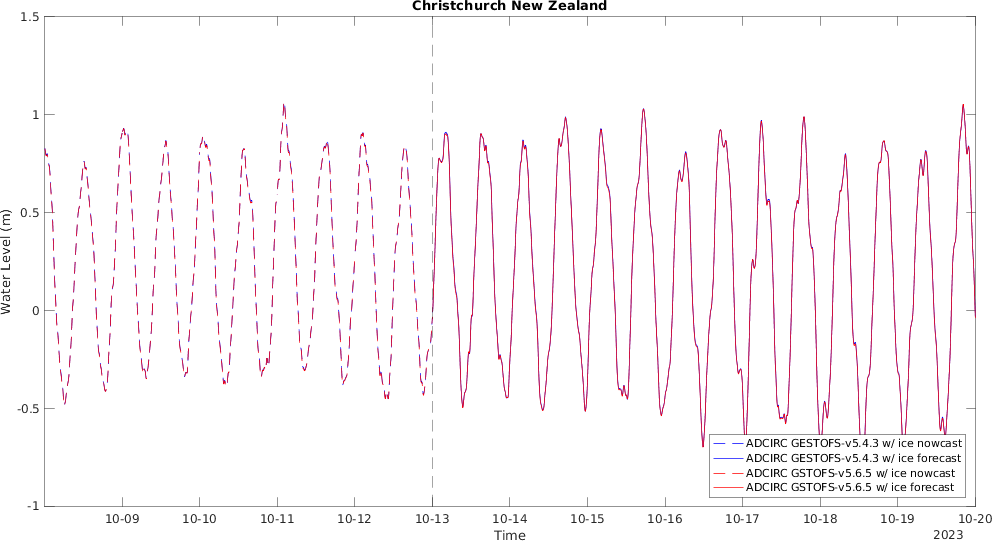 Christchurch New Zealand
1.5
1
0.5
0
-0.5
-1
Water Level (m)
ADCIRC GESTOFS-v5.4.3 w/ ice nowcast
ADCIRC GESTOFS-v5.4.3 w/ ice forecast
ADCIRC GSTOFS-v5.6.5 w/ ice nowcast
ADCIRC GSTOFS-v5.6.5 w/ ice forecast
10-09 10-10 10-11 10-12 10-13 10-14 10-15 10-16 10-17 10-18 10-19 10-20
Time
2023